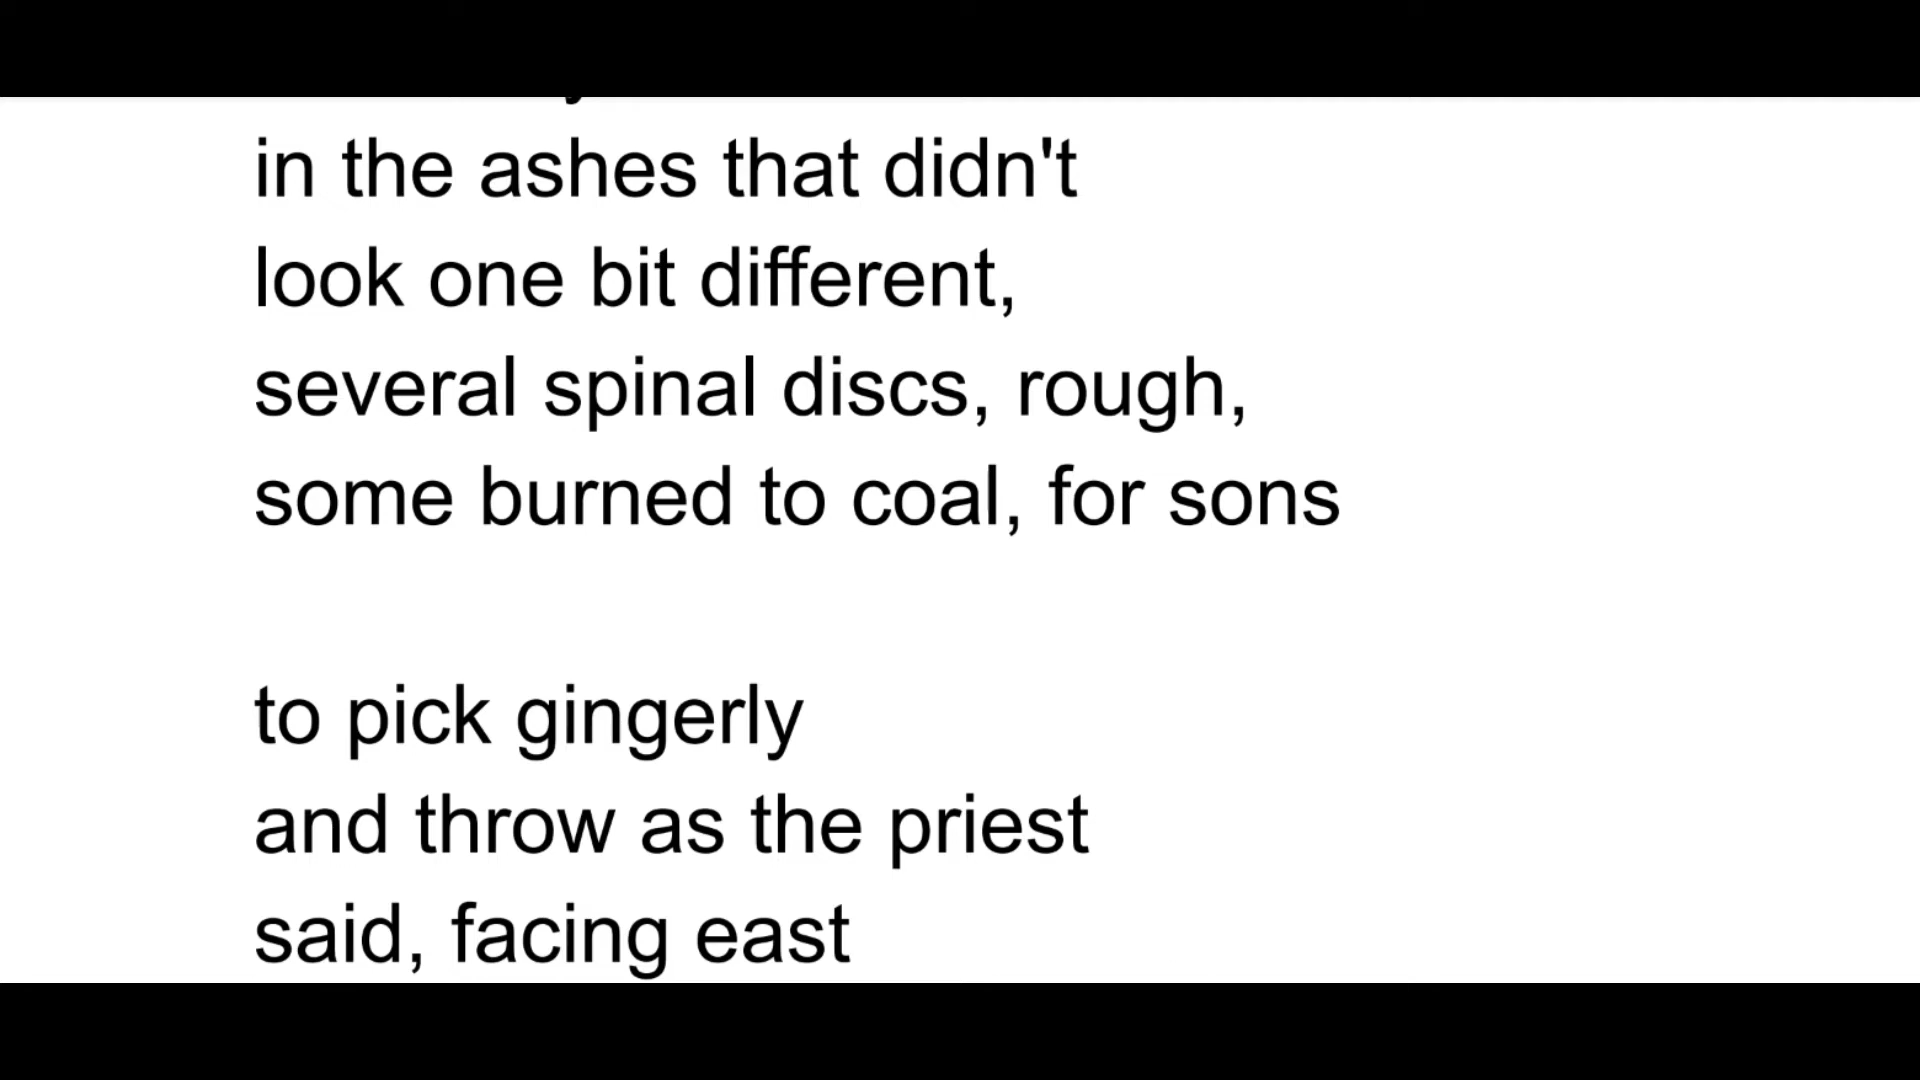 in the ashes that didn't
look one bit different,
several spinal discs, rough,
some burned to coal, for sons
to pick gingerly
and throw as the priest
said, facing east